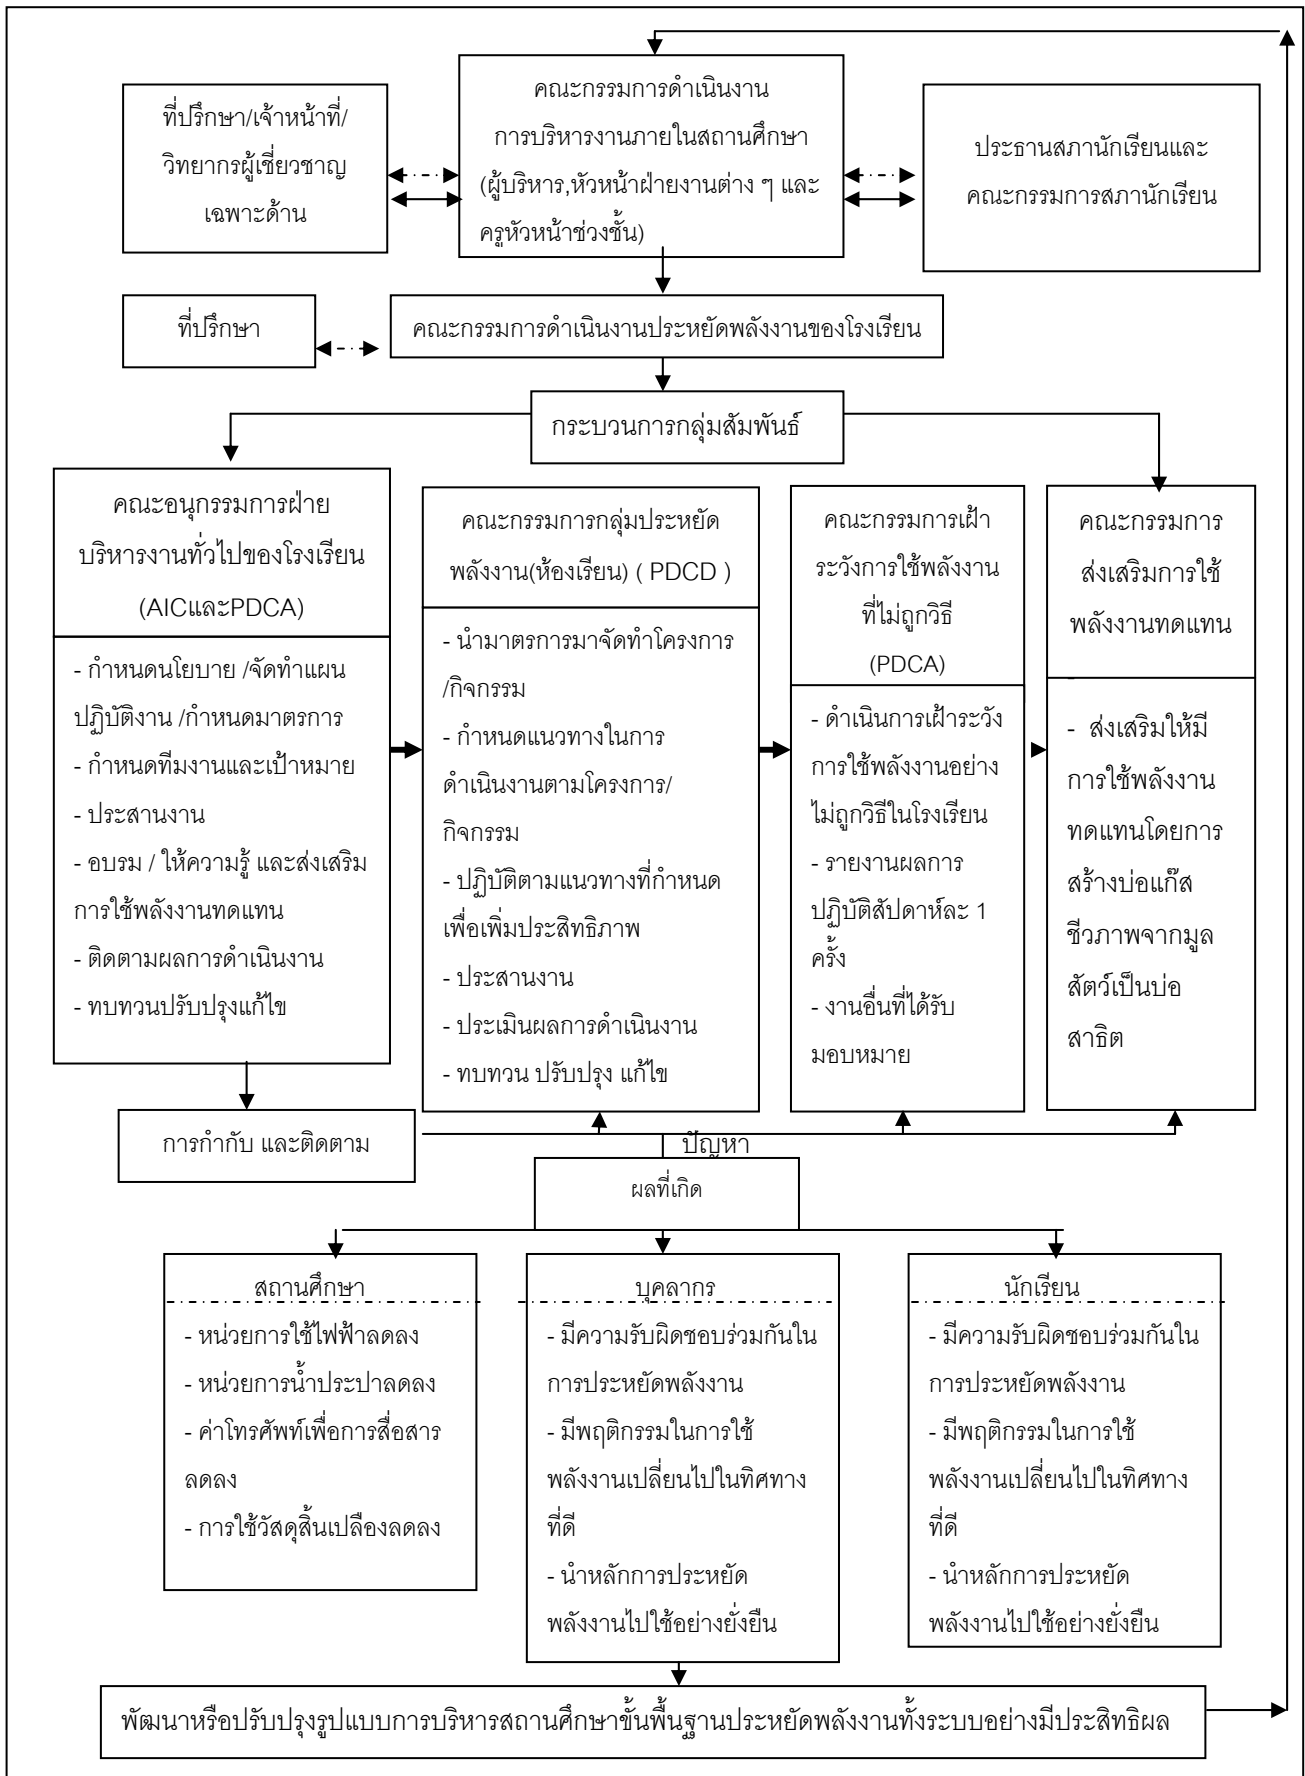 คณะกรรมการดำเนินงาน
การบริหารงานภายในสถานศึกษา
(ผู้บริหาร,หัวหน้าฝ่ายงานต่าง ๆ และ
ครูหัวหน้าช่วงชั้น)
ที่ปรึกษา/เจ้าหน้าที่/
วิทยากรผู้เชี่ยวชาญ
เฉพาะด้าน
ประธานสภานักเรียนและ
คณะกรรมการสภานักเรียน
ที่ปรึกษา
คณะกรรมการดำเนินงานประหยัดพลังงานของโรงเรียน
กระบวนการกลุ่มสัมพันธ์
คณะอนุกรรมการฝ่าย
บริหารงานทั่วไปของโรงเรียน
(AICและPDCA)
- กำหนดนโยบาย /จัดทำแผน
ปฏิบัติงาน /กำหนดมาตรการ
- กำหนดทีมงานและเป้าหมาย
- ประสานงาน
- อบรม / ให้ความรู้ และส่งเสริม
การใช้พลังงานทดแทน
- ติดตามผลการดำเนินงาน
- ทบทวนปรับปรุงแก้ไข
คณะกรรมการกลุ่มประหยัด
พลังงาน(ห้องเรียน) ( PDCD )
- นำมาตรการมาจัดทำโครงการ
/กิจกรรม
- กำหนดแนวทางในการ
ดำเนินงานตามโครงการ/
กิจกรรม
- ปฏิบัติตามแนวทางที่กำหนด
เพื่อเพิ่มประสิทธิภาพ
- ประสานงาน
- ประเมินผลการดำเนินงาน
- ทบทวน ปรับปรุง แก้ไข
คณะกรรมการเฝ้า
ระวังการใช้พลังงาน
ที่ไม่ถูกวิธี
(PDCA)
- ดำเนินการเฝ้าระวัง
การใช้พลังงานอย่าง
ไม่ถูกวิธีในโรงเรียน
- รายงานผลการ
ปฏิบัติสัปดาห์ละ 1
ครั้ง
- งานอื่นที่ได้รับ
มอบหมาย
คณะกรรมการ
ส่งเสริมการใช้
พลังงานทดแทน
-
- ส่งเสริมให้มี
การใช้พลังงาน
ทดแทนโดยการ
สร้างบ่อแก๊ส
ชีวภาพจากมูล
สัตว์เป็นบ่อ
สาธิต
การกำกับ และติดตาม
ปัญหา
ผลที่เกิด
สถานศึกษา
- หน่วยการใช้ไฟฟ้าลดลง
- หน่วยการน้ำประปาลดลง
- ค่าโทรศัพท์เพื่อการสื่อสาร
ลดลง
- การใช้วัสดุสิ้นเปลืองลดลง
บุคลากร
- มีความรับผิดชอบร่วมกันใน
การประหยัดพลังงาน
- มีพฤติกรรมในการใช้
พลังงานเปลี่ยนไปในทิศทาง
ที่ดี
- นำหลักการประหยัด
พลังงานไปใช้อย่างยั่งยืน
นักเรียน
- มีความรับผิดชอบร่วมกันใน
การประหยัดพลังงาน
- มีพฤติกรรมในการใช้
พลังงานเปลี่ยนไปในทิศทาง
ที่ดี
- นำหลักการประหยัด
พลังงานไปใช้อย่างยั่งยืน
พัฒนาหรือปรับปรุงรูปแบบการบริหารสถานศึกษาขั้นพื้นฐานประหยัดพลังงานทั้งระบบอย่างมีประสิทธิผล